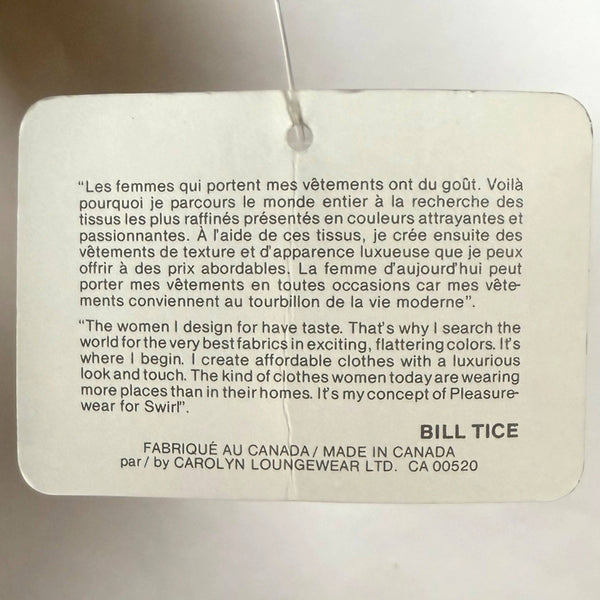 “Les femmes qui portent mes vêtements ont du goût. Voilà
pourquoi je parcours le monde entier à la recherche des
tissus les plus raffinés présentés en couleurs attrayantes et
passionnantes. À l'aide de ces tissus, je crée ensuite des
vêtements de texture et d'apparence luxueuse que je peux
offrir à des prix abordables. La femme d'aujourd'hui peut
porter mes vêtements en toutes occasions car mes vête-
ments conviennent au tourbillon de la vie moderne”.
“The women I design for have taste. That's why I search the
world for the very best fabrics in exciting, flattering colors. It's
where I begin. I create affordable clothes with a luxurious
look and touch. The kind of clothes women today are wearing
more places than in their homes. It's my concept of Pleasure-
wear for Swirl”.
BILL TICE
FABRIQUÉ AU CANADA / MADE IN CANADA
par / by CAROLYN LOUNGEWEAR LTD. CA 00520